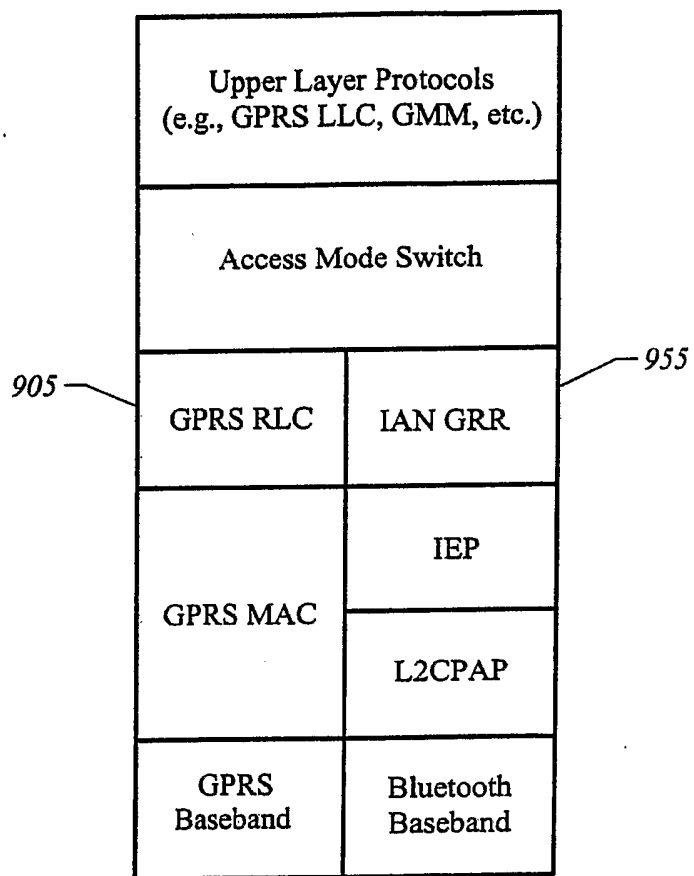 Upper Layer Protocols
(e.g., GPRS LLC, GMM, etc.)
Access Mode Switch
905
955
GPRS RLC
IAN GRR
GPRS MAC
IEP
L2CPAP
GPRS
Baseband
Bluetooth
Baseband